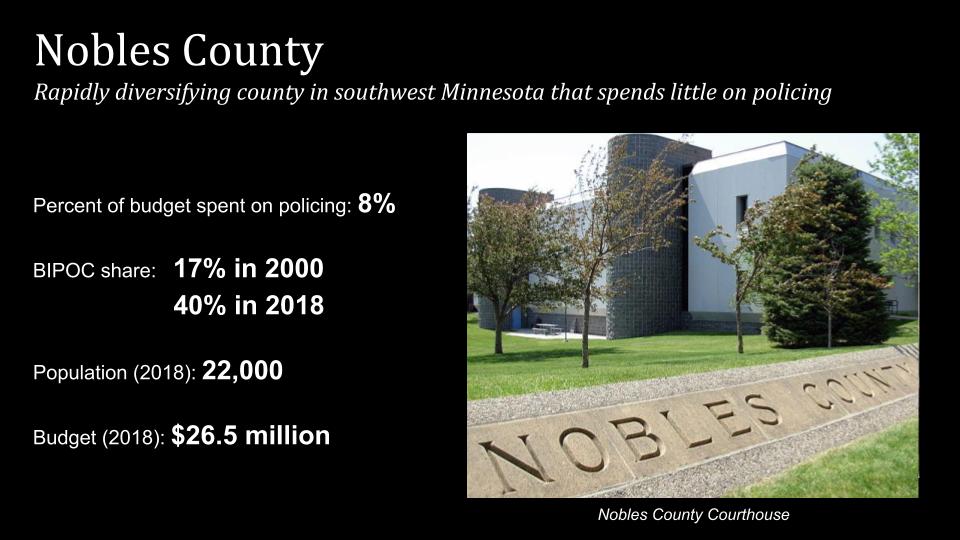 Nobles County
Rapidly diversifying county in southwest Minnesota that spends little on policing
Percent of budget spent on policing: 8%
BIPOC share: 17% in 2000
40% in 2018
Population (2018): 22,000
Budget (2018): $26.5 million
NOBLES COUNTY
Nobles County Courthouse